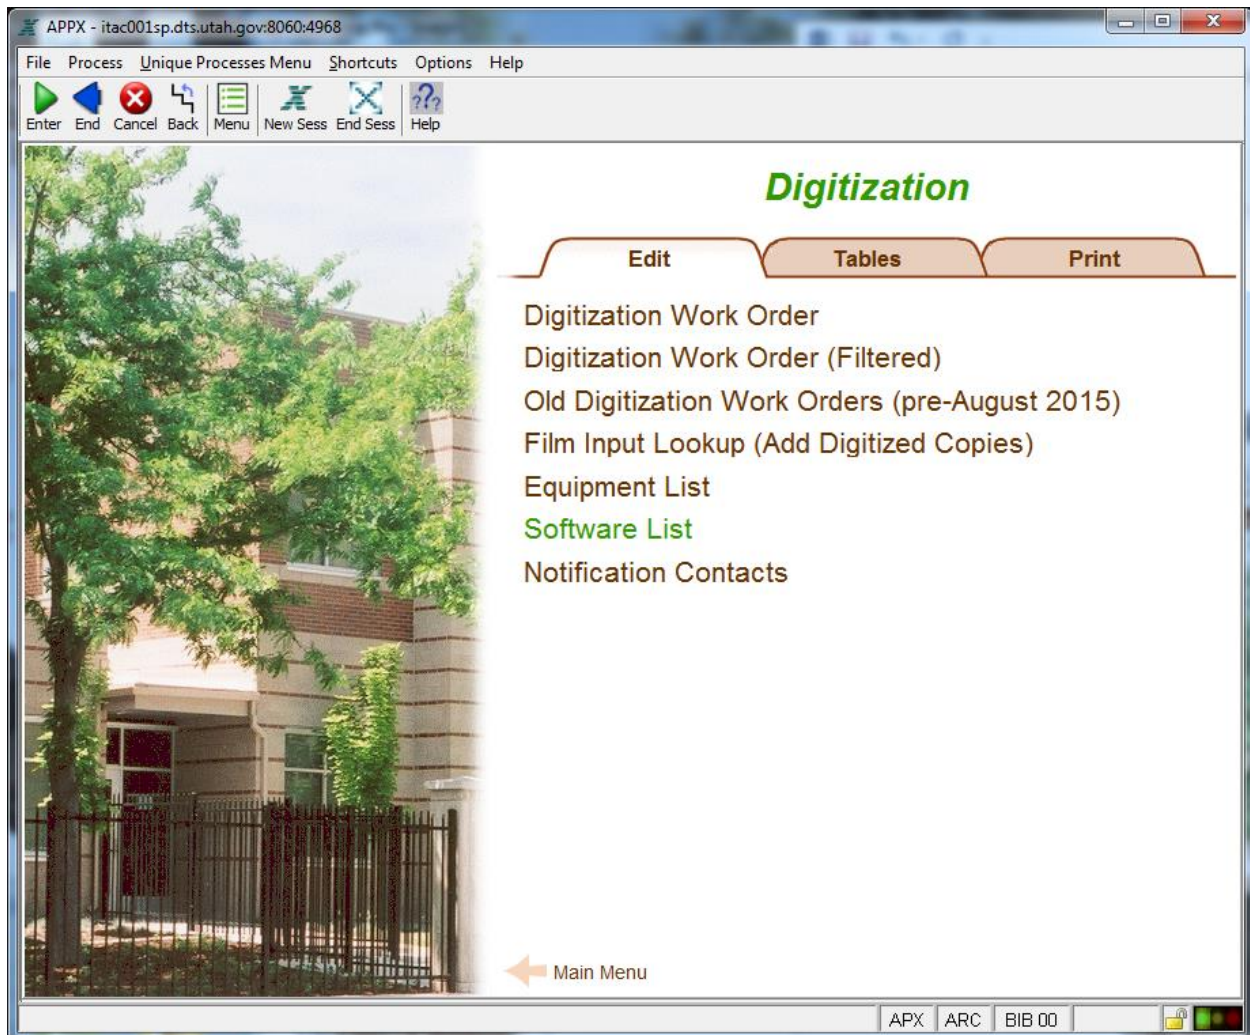 APPX - itac001sp.dts.utah.gov:8060:4968
File Process Unique Processes Menu Shortcuts Options Help
Enter End Cancel Back Menu New Sess End Sess Help
Digitization
Edit Tables Print
Digitization Work Order
Digitization Work Order (Filtered)
Old Digitization Work Orders (pre-August 2015)
Film Input Lookup (Add Digitized Copies)
Equipment List
Software List
Notification Contacts
Main Menu
APX ARC BIB 00